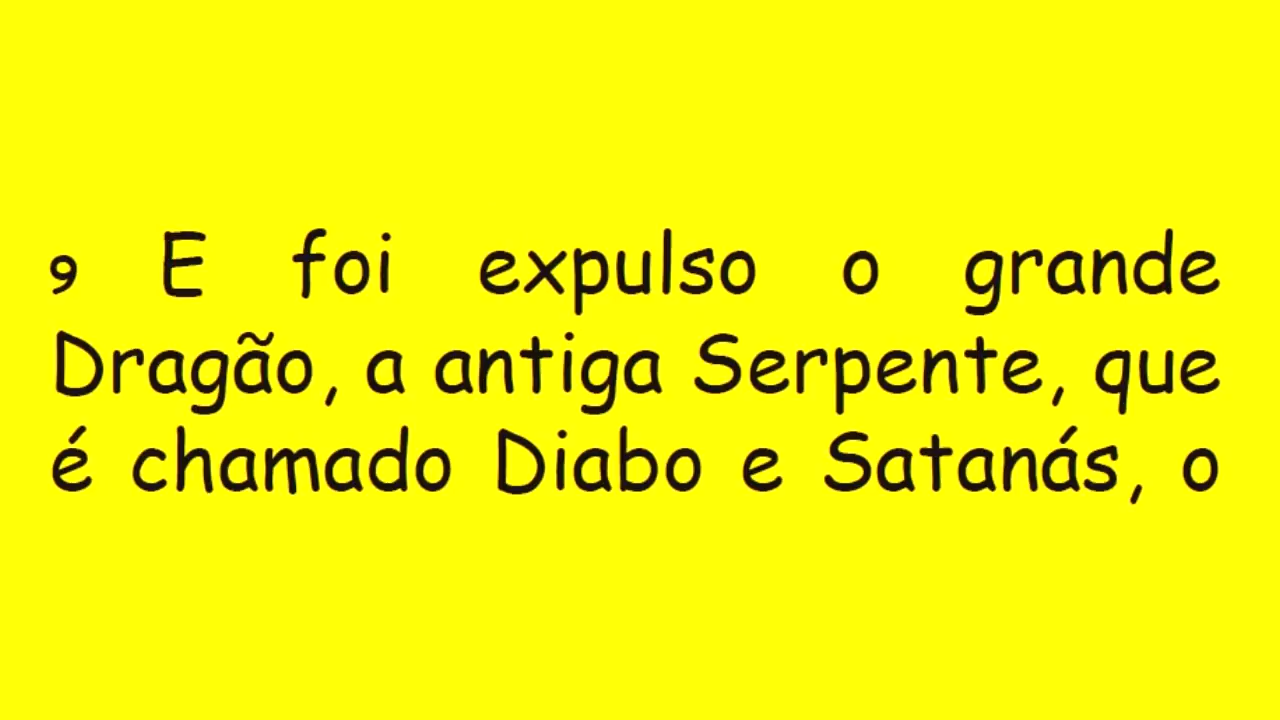 9 E foi expulso o grande
Dragão, a antiga Serpente, que
é chamado Diabo e Satanás, o